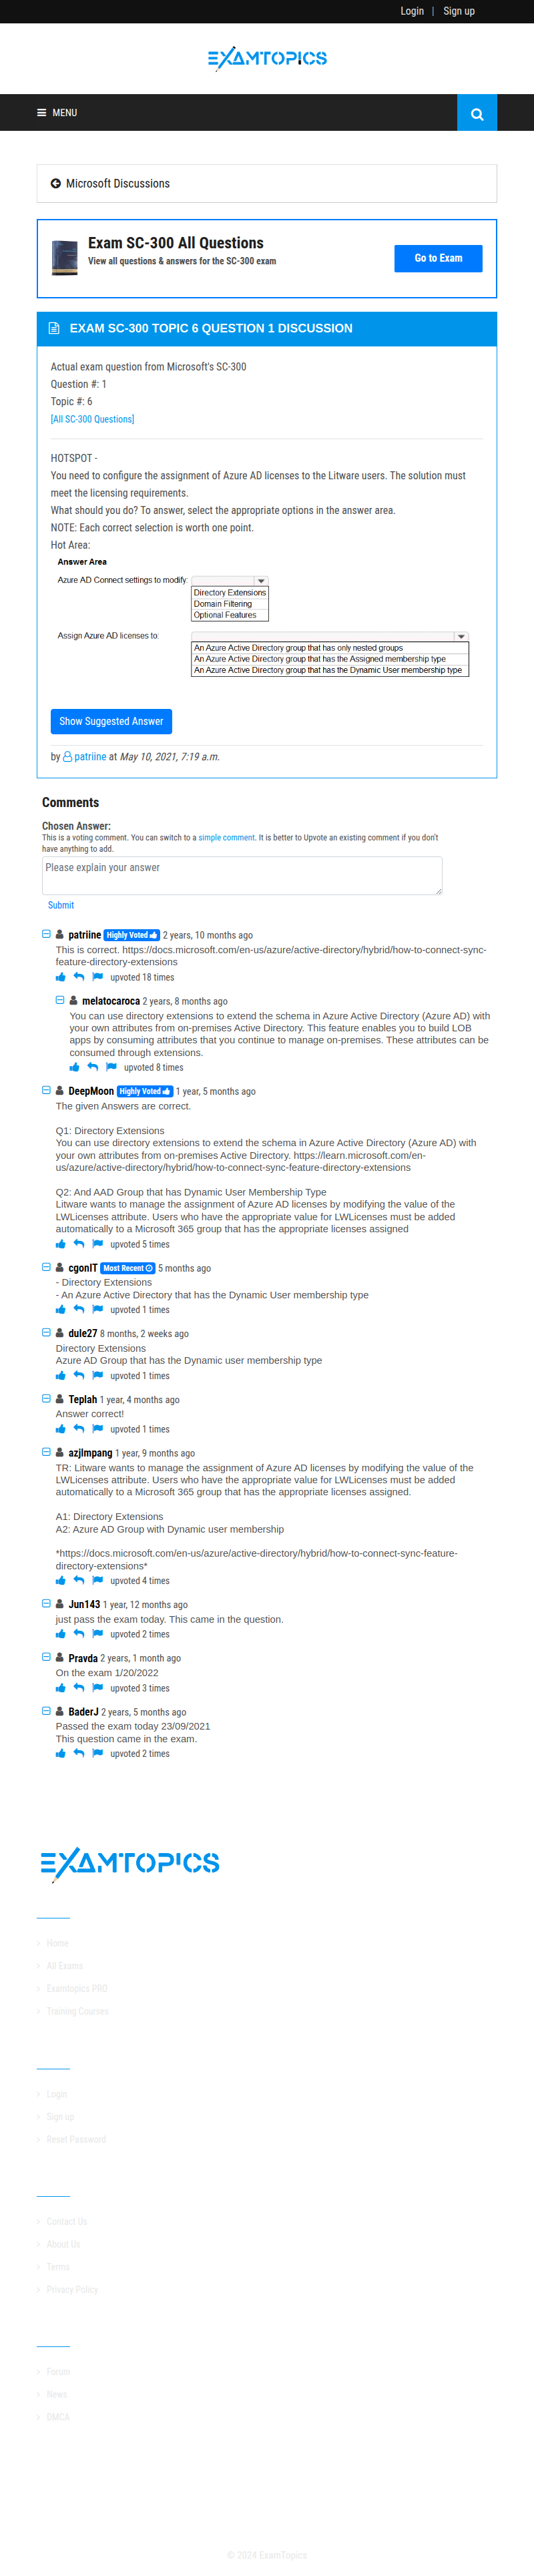 Login | Sign up
EXAMTOPICS
MENU
Microsoft Discussions
Exam SC-300 All Questions
View all questions & answers for the SC-300 exam
Go to Exam
EXAM SC-300 TOPIC 6 QUESTION 1 DISCUSSION
Actual exam question from Microsoft's SC-300
Question #: 1
Topic #: 6
[All SC-300 Questions]
HOTSPOT -
You need to configure the assignment of Azure AD licenses to the Litware users. The solution must
meet the licensing requirements.
What should you do? To answer, select the appropriate options in the answer area.
NOTE: Each correct selection is worth one point.
Hot Area:
Answer Area
Azure AD Connect settings to modify:
Directory Extensions
Domain Filtering
Optional Features
Assign Azure AD licenses to:
An Azure Active Directory group that has only nested groups
An Azure Active Directory group that has the Assigned membership type
An Azure Active Directory group that has the Dynamic User membership type
Show Suggested Answer
by patriine at May 10, 2021, 7:19 a.m.
Comments
Chosen Answer:
This is a voting comment. You can switch to a simple comment. It is better to Upvote an existing comment if you don't
have anything to add.
Please explain your answer
Submit
patriine Highly Voted 2 years, 10 months ago
This is correct. https://docs.microsoft.com/en-us/azure/active-directory/hybrid/how-to-connect-sync-
feature-directory-extensions
upvoted 18 times
melatocaroca 2 years, 8 months ago
You can use directory extensions to extend the schema in Azure Active Directory (Azure AD) with
your own attributes from on-premises Active Directory. This feature enables you to build LOB
apps by consuming attributes that you continue to manage on-premises. These attributes can be
consumed through extensions.
upvoted 8 times
DeepMoon Highly Voted 1 year, 5 months ago
The given Answers are correct.
Q1: Directory Extensions
You can use directory extensions to extend the schema in Azure Active Directory (Azure AD) with
your own attributes from on-premises Active Directory. https://learn.microsoft.com/en-
us/azure/active-directory/hybrid/how-to-connect-sync-feature-directory-extensions
Q2: And AAD Group that has Dynamic User Membership Type
Litware wants to manage the assignment of Azure AD licenses by modifying the value of the
LWLicenses attribute. Users who have the appropriate value for LWLicenses must be added
automatically to a Microsoft 365 group that has the appropriate licenses assigned
upvoted 5 times
cgonIT Most Recent 5 months ago
- Directory Extensions
- An Azure Active Directory that has the Dynamic User membership type
upvoted 1 times
dule27 8 months, 2 weeks ago
Directory Extensions
Azure AD Group that has the Dynamic user membership type
upvoted 1 times
Teplah 1 year, 4 months ago
Answer correct!
upvoted 1 times
azjImpang 1 year, 9 months ago
TR: Litware wants to manage the assignment of Azure AD licenses by modifying the value of the
LWLicenses attribute. Users who have the appropriate value for LWLicenses must be added
automatically to a Microsoft 365 group that has the appropriate licenses assigned.
A1: Directory Extensions
A2: Azure AD Group with Dynamic user membership
*https://docs.microsoft.com/en-us/azure/active-directory/hybrid/how-to-connect-sync-feature-
directory-extensions*
upvoted 4 times
Jun143 1 year, 12 months ago
just pass the exam today. This came in the question.
upvoted 2 times
Pravda 2 years, 1 month ago
On the exam 1/20/2022
upvoted 3 times
BaderJ 2 years, 5 months ago
Passed the exam today 23/09/2021
This question came in the exam.
upvoted 2 times
EXAMTOPICS
Home
All Exams
Examtopics PRO
Training Courses
Login
Sign up
Reset Password
Contact Us
About Us
Terms
Privacy Policy
Forum
News
DMCA
© 2024 ExamTopics